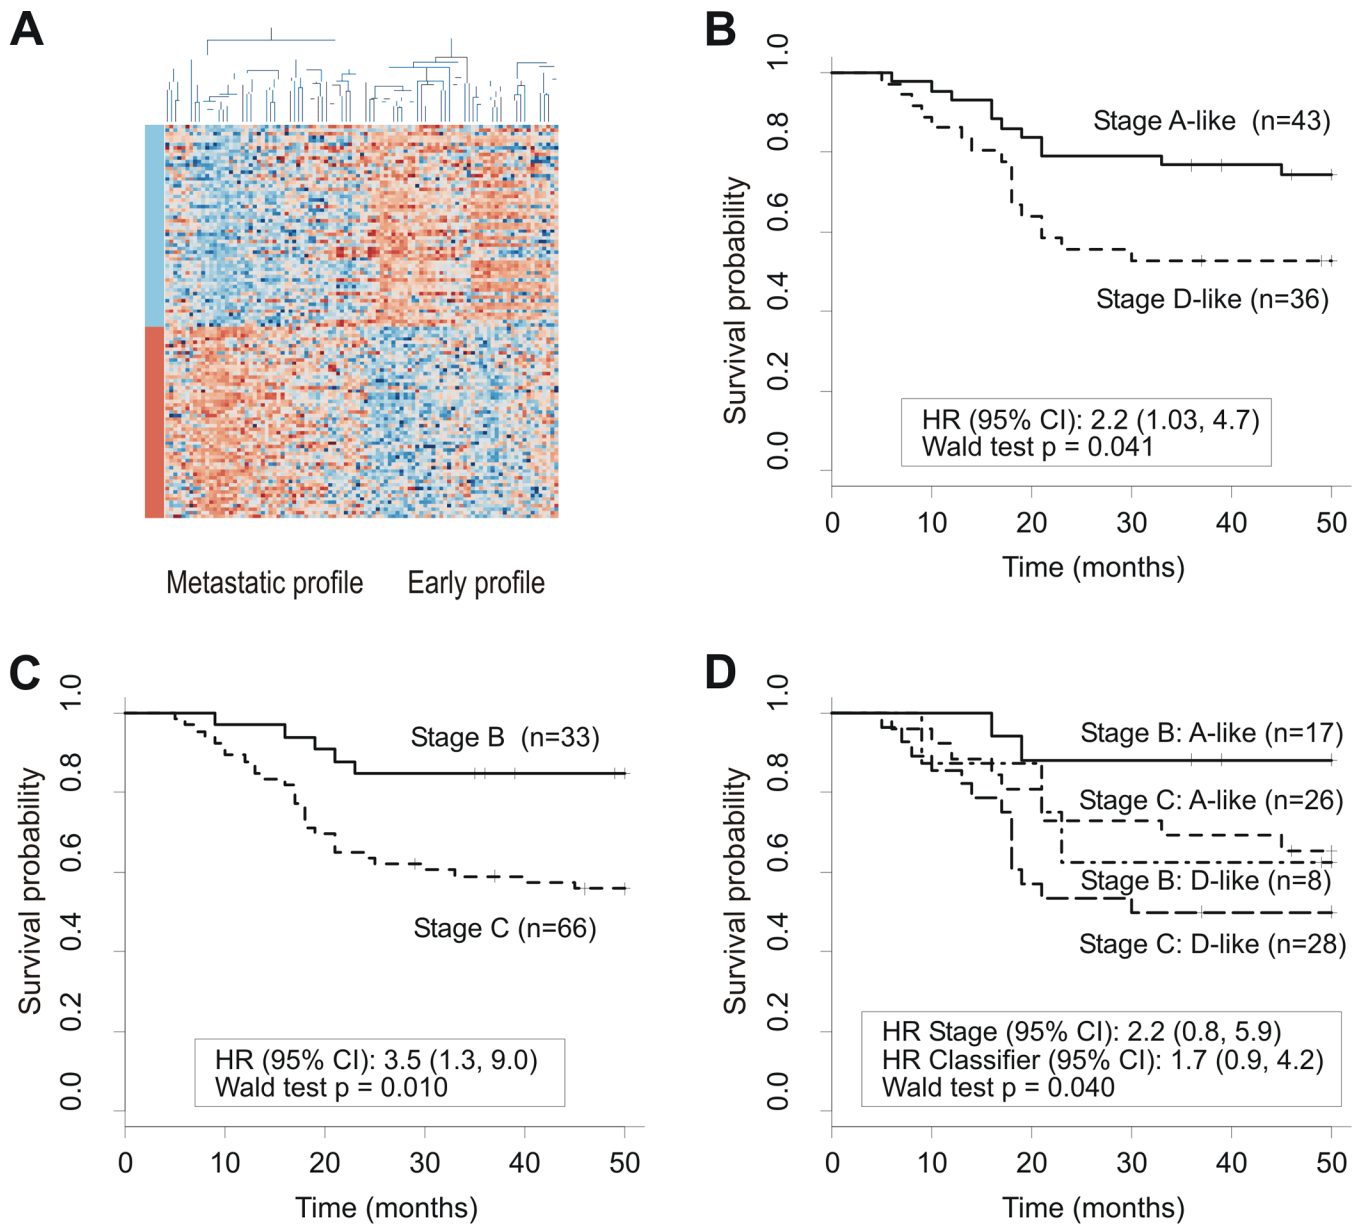 A
Metastatic profile
Early profile
B
Survival probability
1.0
0.8
0.6
0.4
0.2
0.0
Stage A-like (n=43)
Stage D-like (n=36)
HR (95% CI): 2.2 (1.03, 4.7)
Wald test p = 0.041
0 10 20 30 40 50
Time (months)
C
Survival probability
1.0
0.8
0.6
0.4
0.2
0.0
Stage B (n=33)
Stage C (n=66)
HR (95% CI): 3.5 (1.3, 9.0)
Wald test p = 0.010
0 10 20 30 40 50
Time (months)
D
Survival probability
1.0
0.8
0.6
0.4
0.2
0.0
Stage B: A-like (n=17)
Stage C: A-like (n=26)
Stage B: D-like (n=8)
Stage C: D-like (n=28)
HR Stage (95% CI): 2.2 (0.8, 5.9)
HR Classifier (95% CI): 1.7 (0.9, 4.2)
Wald test p = 0.040
0 10 20 30 40 50
Time (months)